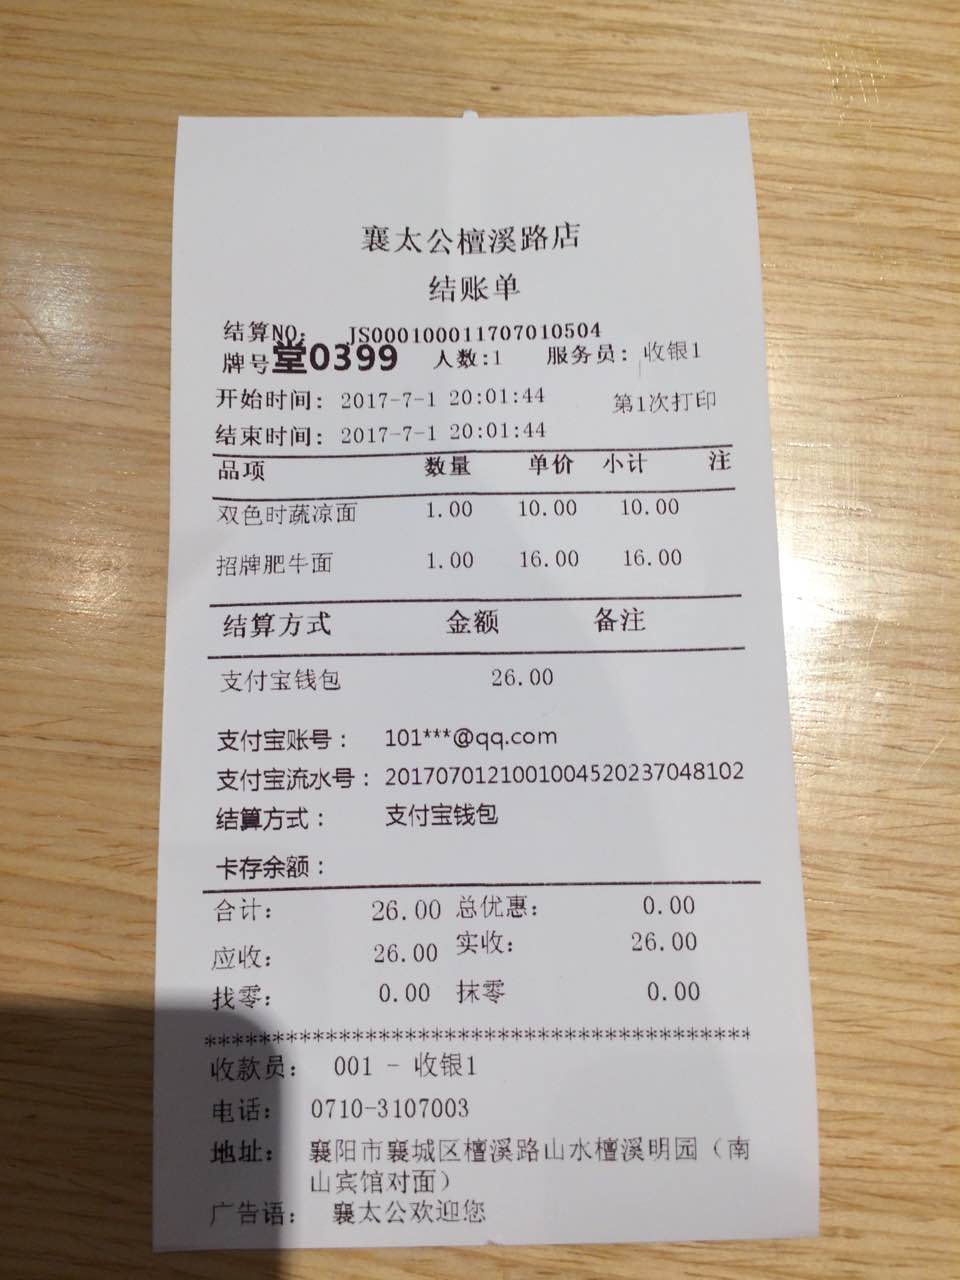 襄太公檀溪路店
结账单
结算NO: JS000100011707010504
牌号堂0399 人数:1 服务员: 收银1
开始时间: 2017-7-1 20:01:44 第1次打印
结束时间: 2017-7-1 20:01:44
品项 数量 单价 小计 注
双色时蔬凉面 1.00 10.00 10.00
招牌肥牛面 1.00 16.00 16.00
结算方式 金额 备注
支付宝钱包 26.00
支付宝账号： 101***@qq.com
支付宝流水号： 2017070121001004520237048102
结算方式： 支付宝钱包
卡存余额：
合计: 26.00 总优惠: 0.00
应收: 26.00 实收: 26.00
找零: 0.00 抹零 0.00
*****************************************
收款员: 001 - 收银1
电话: 0710-3107003
地址: 襄阳市襄城区檀溪路山水檀溪明园（南
山宾馆对面）
广告语: 襄太公欢迎您